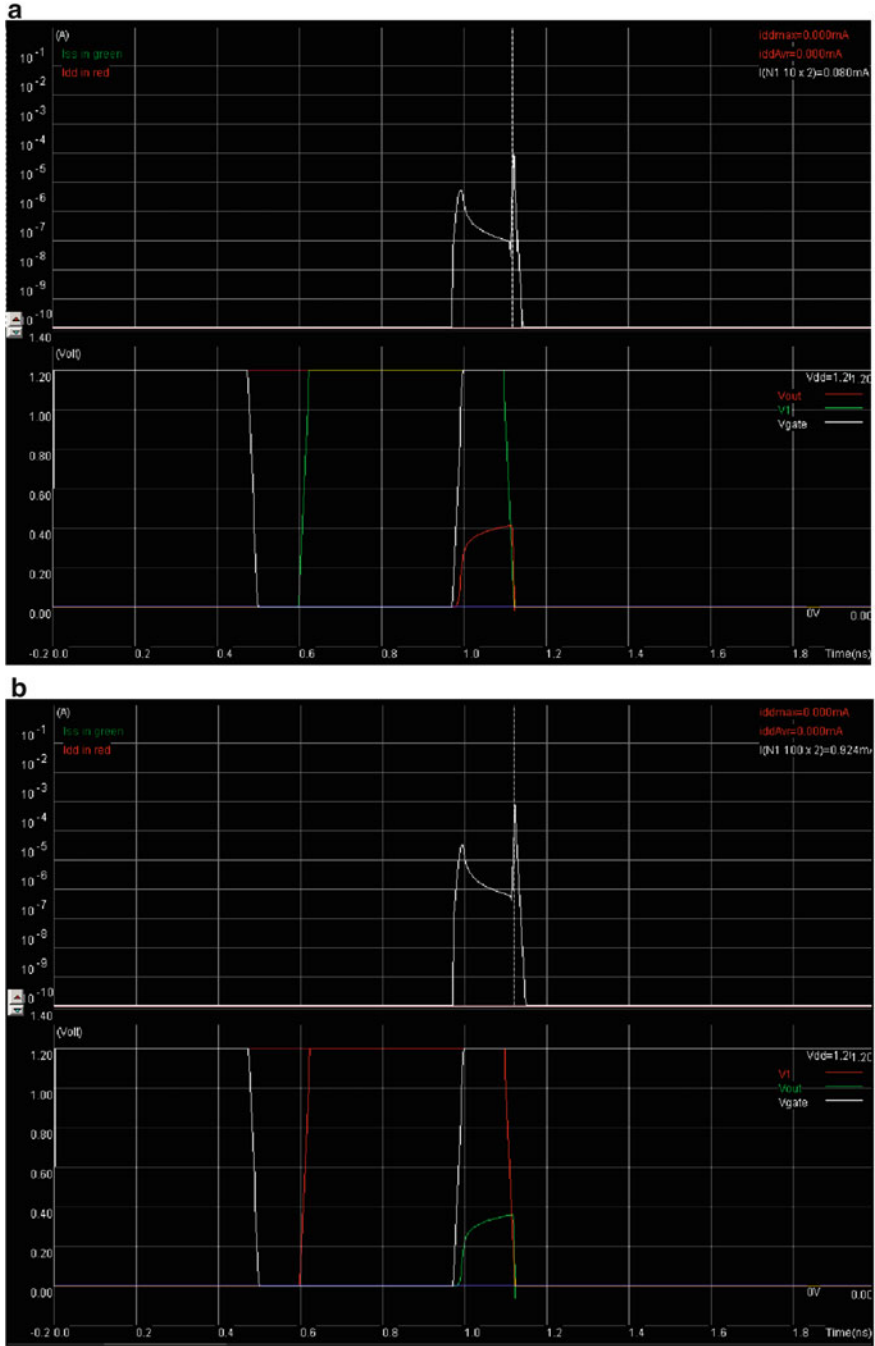 a
(A)
Iss in green
Idd in red
iddmax=0.000mA
iddAvr=0.000mA
I(N1 10 x 2)=0.080mA
10-1
10-2
10-3
10-4
10-5
10-6
10-7
10-8
10-9
10-10
1.40
(Volt)
1.20
1.00
0.80
0.60
0.40
0.20
0.00
Vdd=1.20
1.20
Vout
V1
Vgate
0V
0.00
-0.2 0.0 0.2 0.4 0.6 0.8 1.0 1.2 1.4 1.6 1.8 Time(ns)
b
(A)
Iss in green
Idd in red
iddmax=0.000mA
iddAvr=0.000mA
I(N1 100 x 2)=0.924m
10-1
10-2
10-3
10-4
10-5
10-6
10-7
10-8
10-9
10-10
1.40
(Volt)
1.20
1.00
0.80
0.60
0.40
0.20
0.00
Vdd=1.20
1.20
V1
Vout
Vgate
0V
0.00
-0.2 0.0 0.2 0.4 0.6 0.8 1.0 1.2 1.4 1.6 1.8 Time(ns)